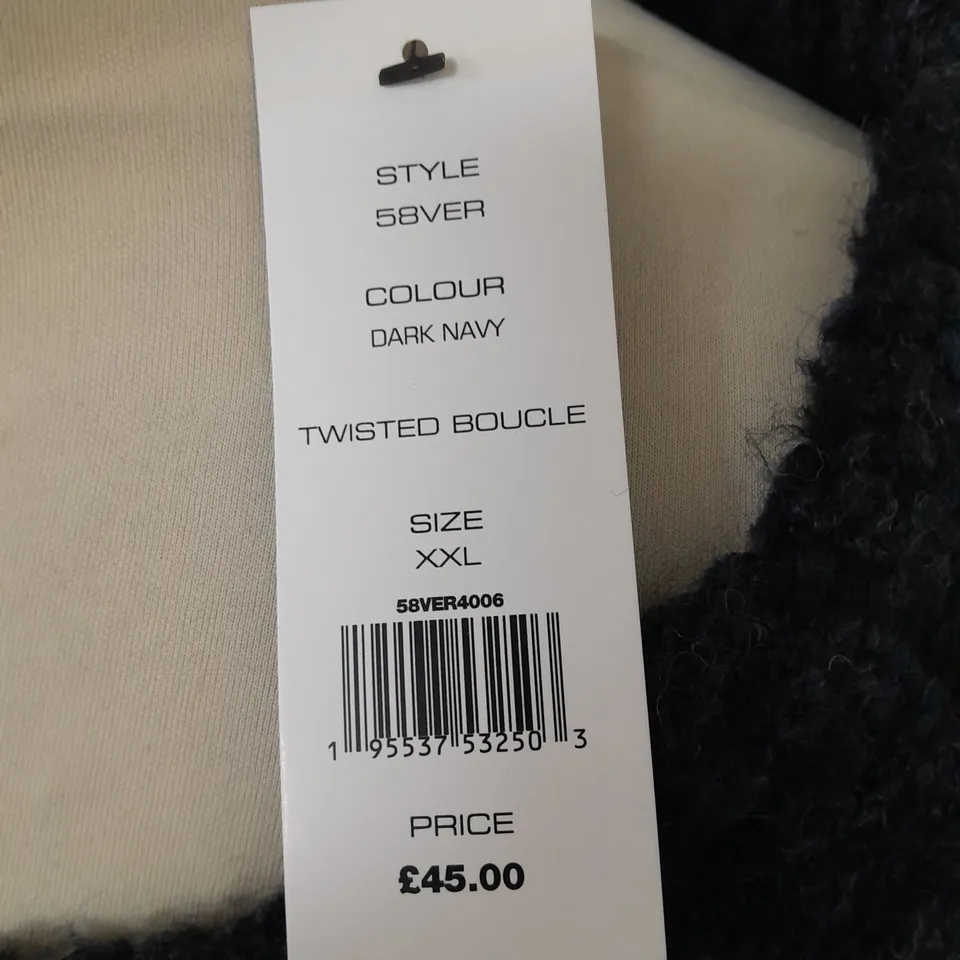 STYLE
58VER
COLOUR
DARK NAVY
TWISTED BOUCLE
SIZE
XXL
58VER4006
1 95537 53250 3
PRICE
£45.00